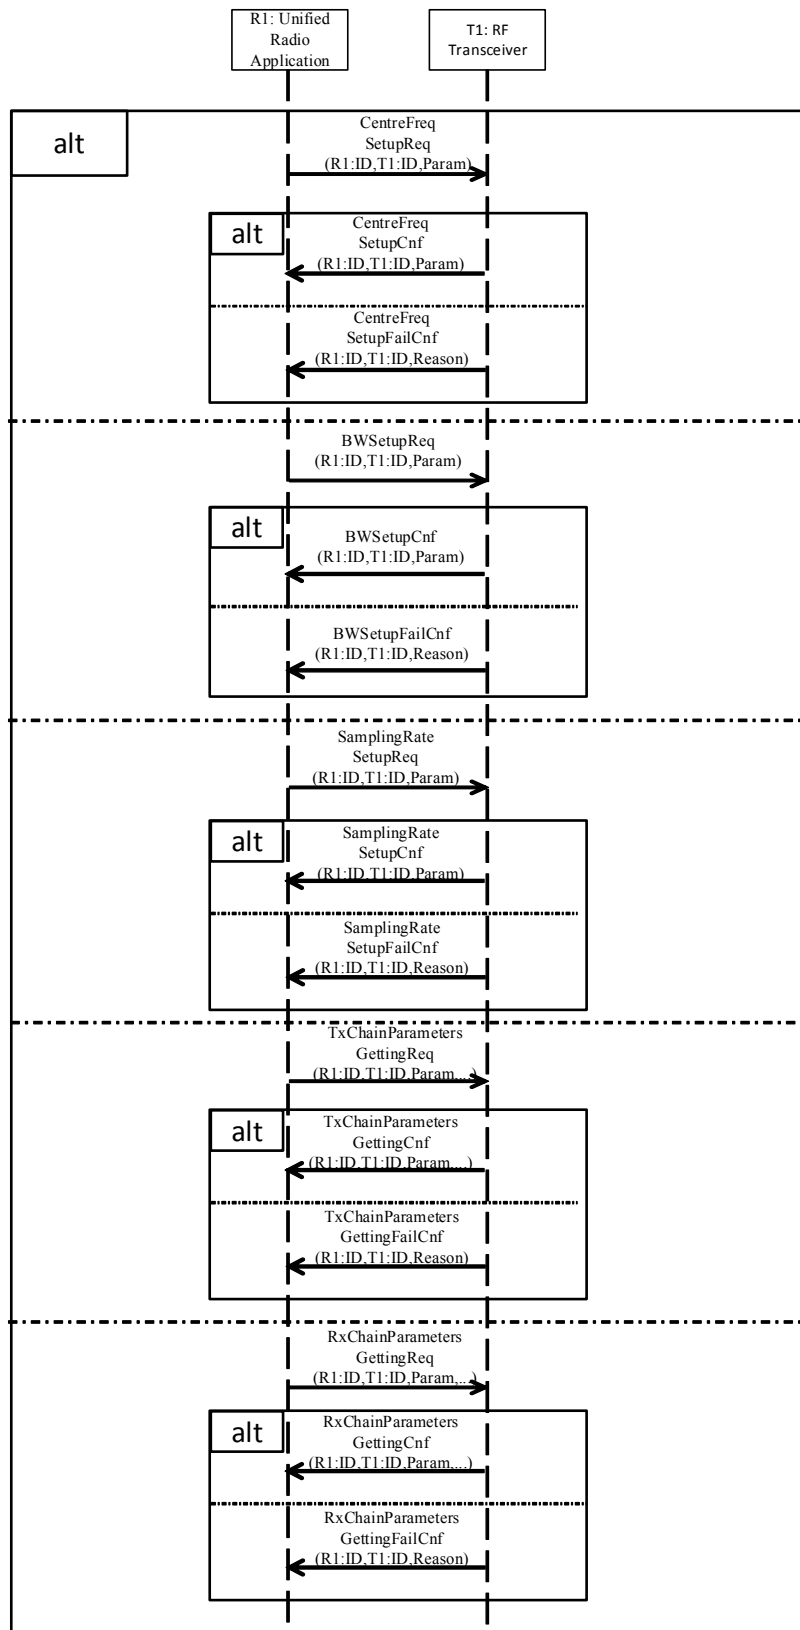 R1: Unified
Radio
Application
T1: RF
Transceiver
alt
CentreFreq
SetupReq
(R1:ID,T1:ID,Param)
alt
CentreFreq
SetupCnf
(R1:ID,T1:ID,Param)
CentreFreq
SetupFailCnf
(R1:ID,T1:ID,Reason)
BWSetupReq
(R1:ID,T1:ID,Param)
alt
BWSetupCnf
(R1:ID,T1:ID,Param)
BWSetupFailCnf
(R1:ID,T1:ID,Reason)
SamplingRate
SetupReq
(R1:ID,T1:ID,Param)
alt
SamplingRate
SetupCnf
(R1:ID,T1:ID,Param)
SamplingRate
SetupFailCnf
(R1:ID,T1:ID,Reason)
TxChainParameters
GettingReq
(R1:ID,T1:ID,Param,...)
alt
TxChainParameters
GettingCnf
(R1:ID,T1:ID,Param,...)
TxChainParameters
GettingFailCnf
(R1:ID,T1:ID,Reason)
RxChainParameters
GettingReq
(R1:ID,T1:ID,Param,...)
alt
RxChainParameters
GettingCnf
(R1:ID,T1:ID,Param,...)
RxChainParameters
GettingFailCnf
(R1:ID,T1:ID,Reason)